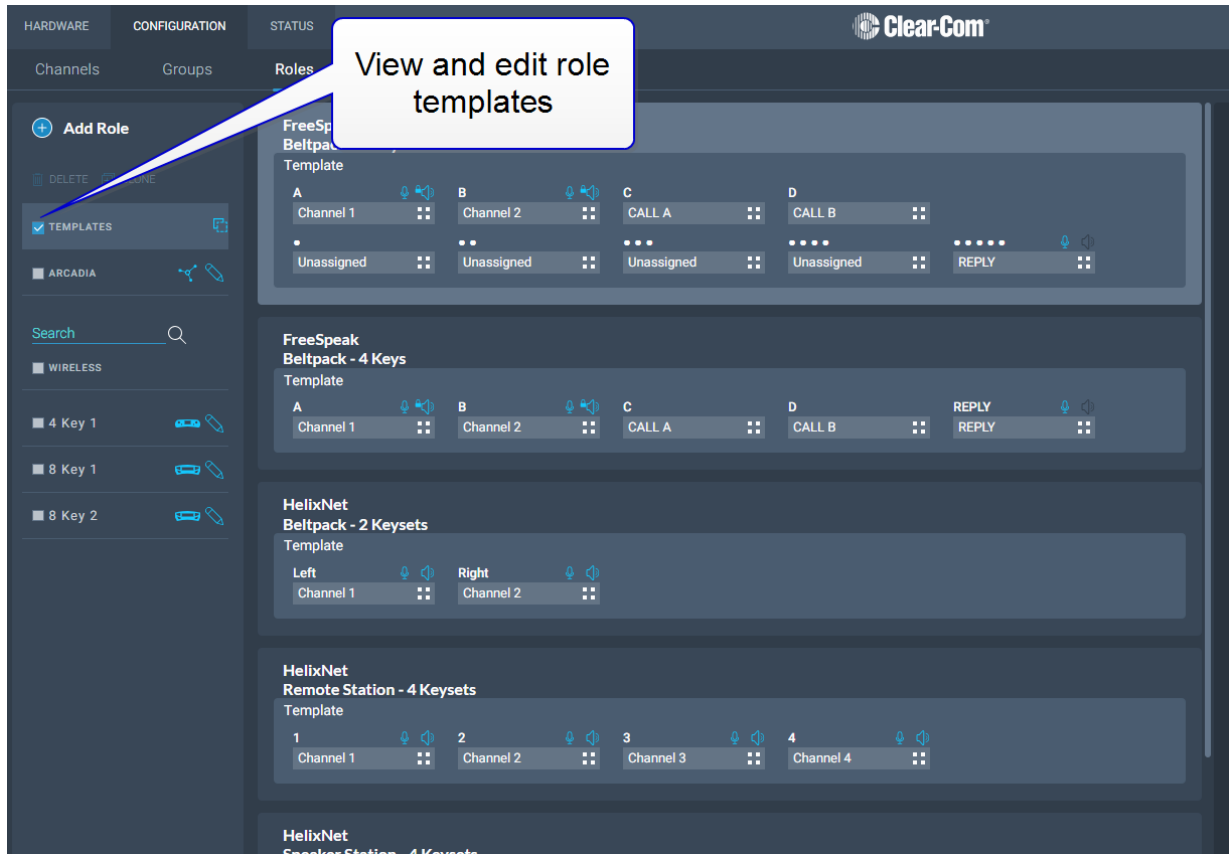 HARDWARE CONFIGURATION STATUS Clear-Com®
Channels Groups Roles
View and edit role
templates
Add Role
DELETE
TEMPLATES
ARCADIA
Search
WIRELESS
4 Key 1
8 Key 1
8 Key 2
Template
A B C D
Channel 1 Channel 2 CALL A CALL B
Unassigned Unassigned Unassigned Unassigned REPLY
FreeSpeak
Beltpack - 4 Keys
Template
A B C D REPLY
Channel 1 Channel 2 CALL A CALL B REPLY
HelixNet
Beltpack - 2 Keysets
Template
Left Right
Channel 1 Channel 2
HelixNet
Remote Station - 4 Keysets
Template
1 2 3 4
Channel 1 Channel 2 Channel 3 Channel 4
HelixNet
Speaker Station - 4 Keysets